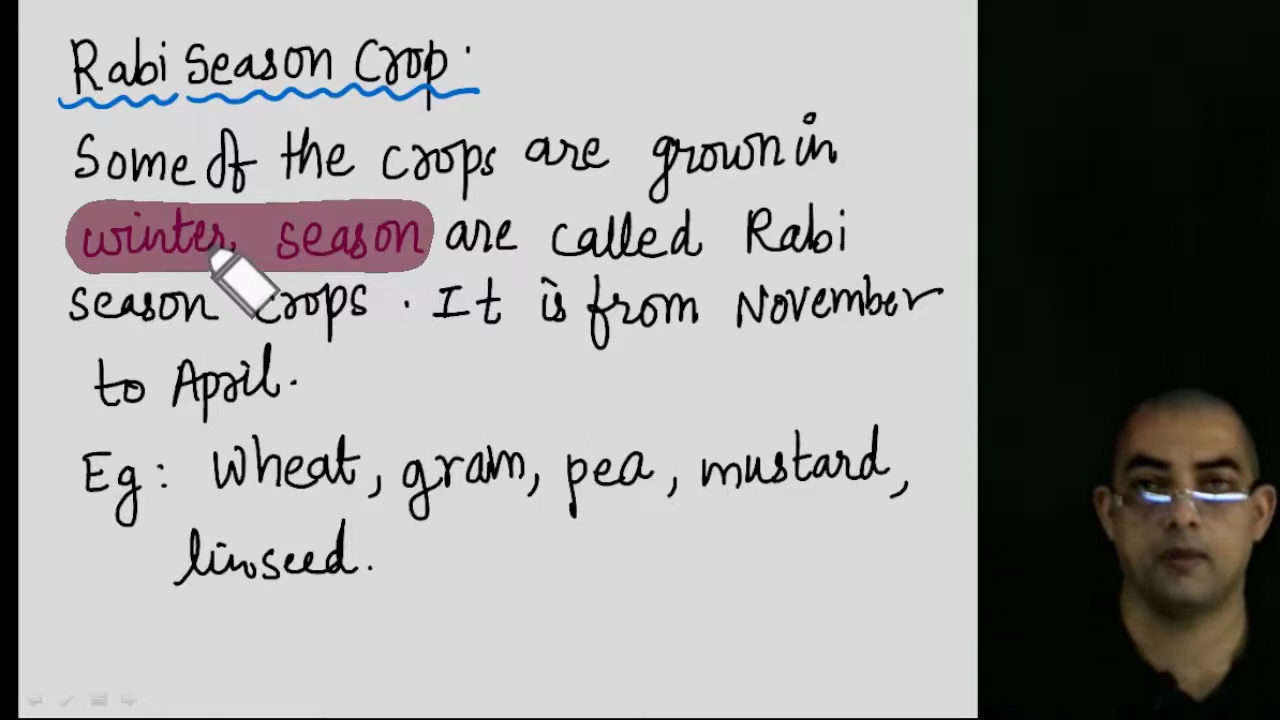 Rabi Season Crop.
Some of the crops are grown in
winter season are called Rabi
season crops. It is from November
to April.
Eg: Wheat, gram, pea, mustard,
linseed.